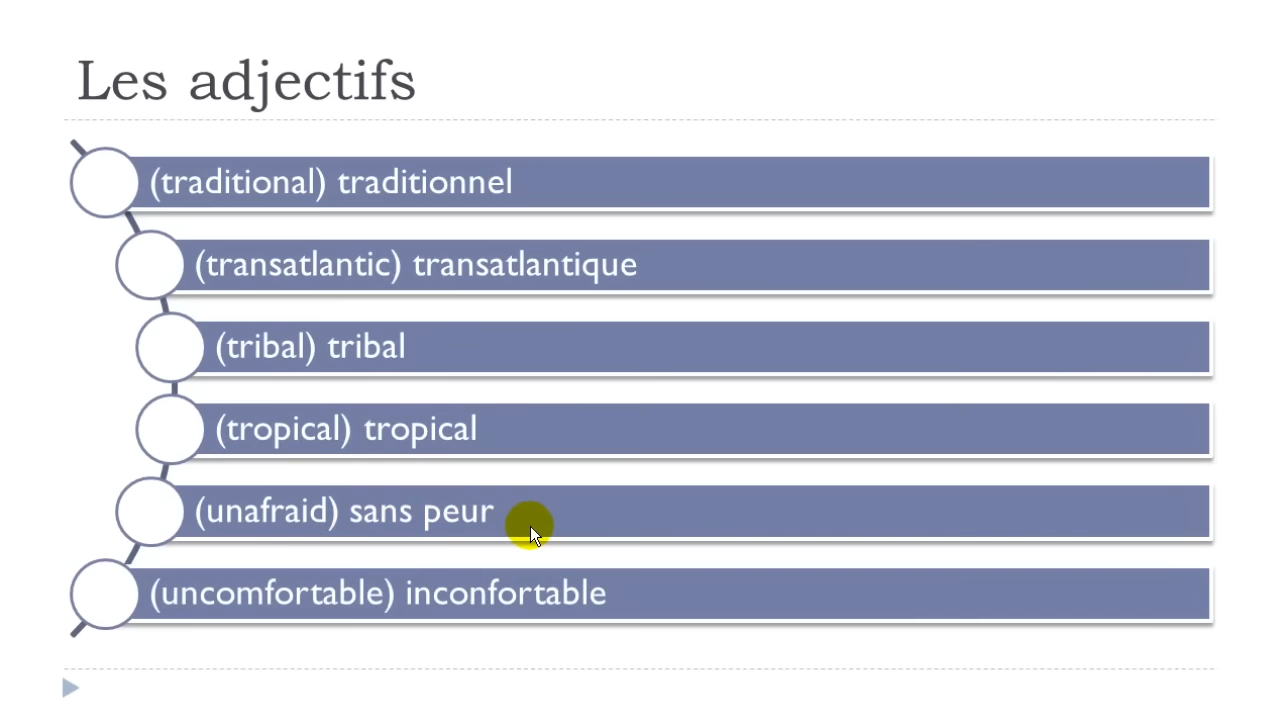 Les adjectifs
(traditional) traditionnel
(transatlantic) transatlantique
(tribal) tribal
(tropical) tropical
(unafraid) sans peur
(uncomfortable) inconfortable